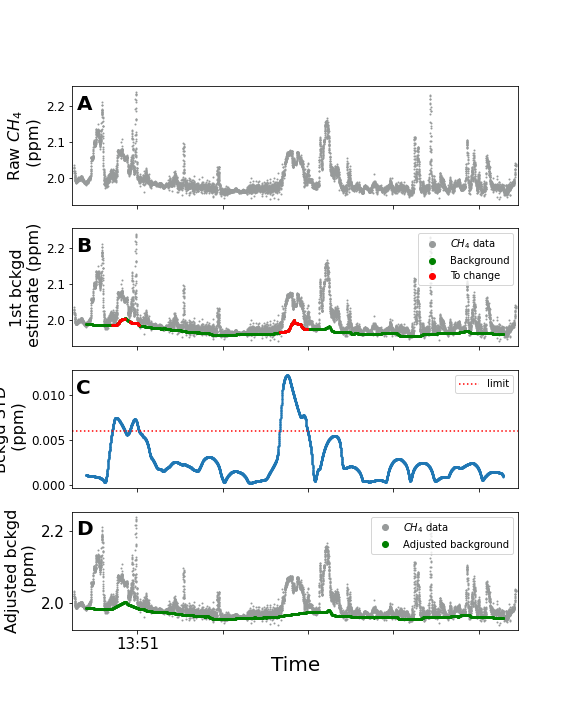 A
Raw CH4
(ppm)
2.2
2.1
2.0
B
1st bckgd
estimate (ppm)
2.2
2.1
2.0
CH4 data
Background
To change
C
(ppm)
0.010
0.005
0.000
limit
D
Adjusted bckgd
(ppm)
2.2
2.0
CH4 data
Adjusted background
13:51
Time